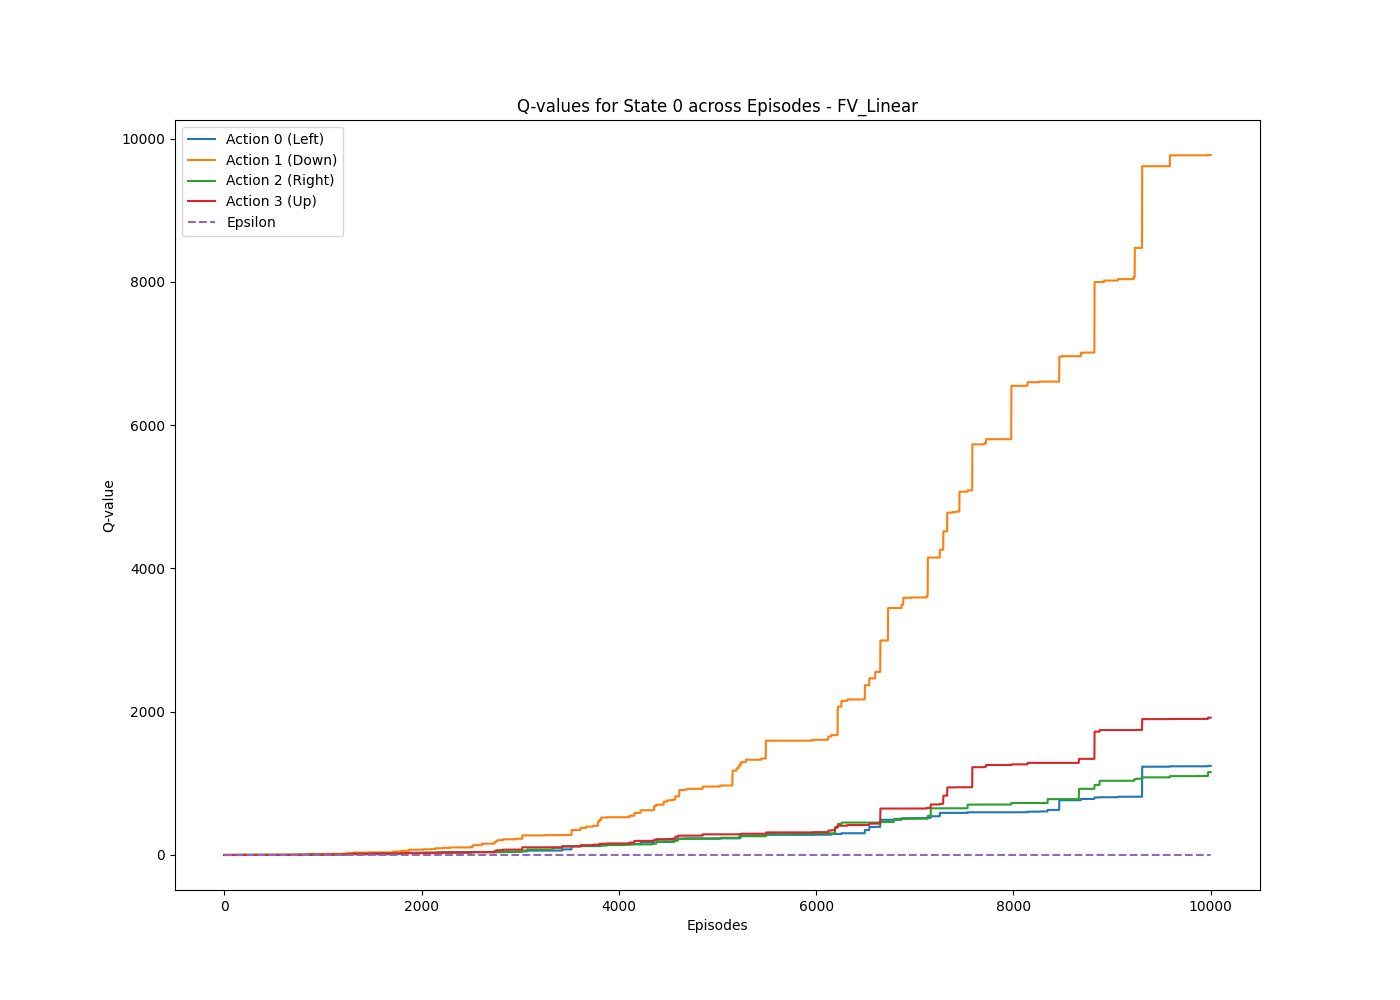 Q-values for State 0 across Episodes - FV_Linear
Action 0 (Left)
Action 1 (Down)
Action 2 (Right)
Action 3 (Up)
Epsilon
10000
8000
6000
4000
2000
0
Q-value
0 2000 4000 6000 8000 10000
Episodes